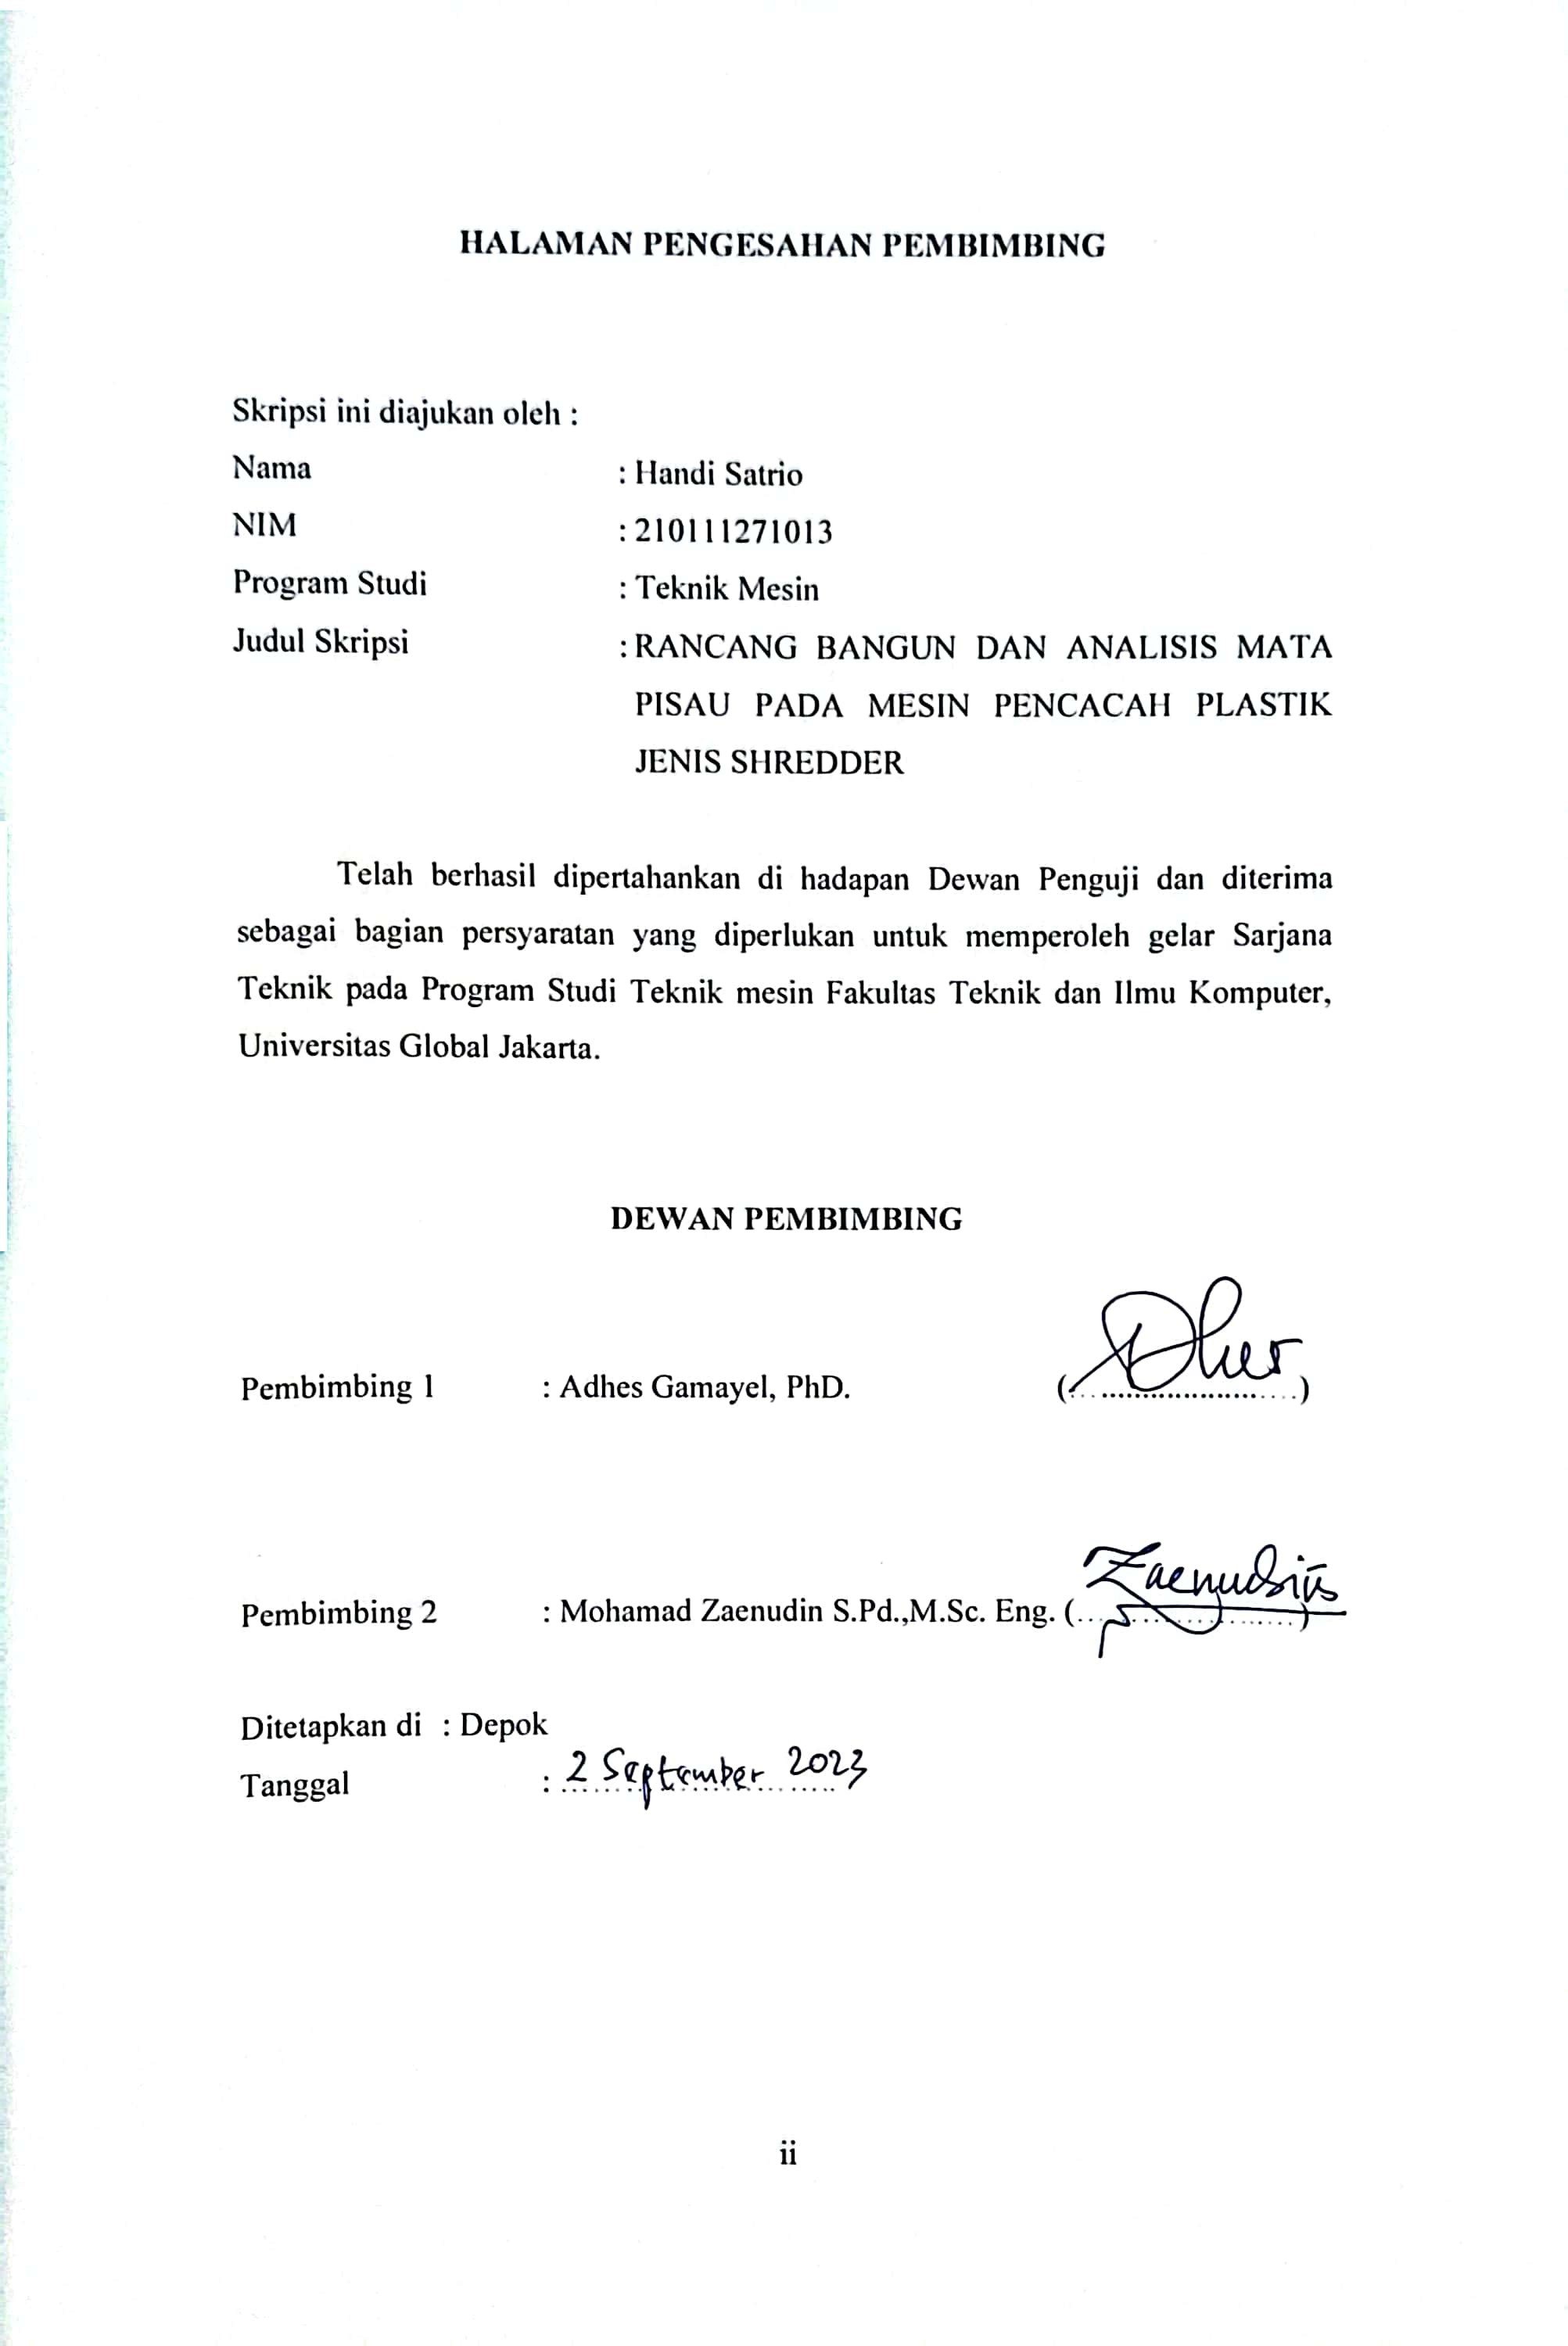 HALAMAN PENGESAHAN PEMBIMBING
Skripsi ini diajukan oleh :
Nama : Handi Satrio
NIM : 210111271013
Program Studi : Teknik Mesin
Judul Skripsi : RANCANG BANGUN DAN ANALISIS MATA
PISAU PADA MESIN PENCACAH PLASTIK
JENIS SHREDDER
Telah berhasil dipertahankan di hadapan Dewan Penguji dan diterima
sebagai bagian persyaratan yang diperlukan untuk memperoleh gelar Sarjana
Teknik pada Program Studi Teknik mesin Fakultas Teknik dan Ilmu Komputer,
Universitas Global Jakarta.
DEWAN PEMBIMBING
Pembimbing 1 : Adhes Gamayel, PhD. (........................)
Pembimbing 2 : Mohamad Zaenudin S.Pd.,M.Sc. Eng. (........................)
Ditetapkan di : Depok
Tanggal : 2 September 2023
ii